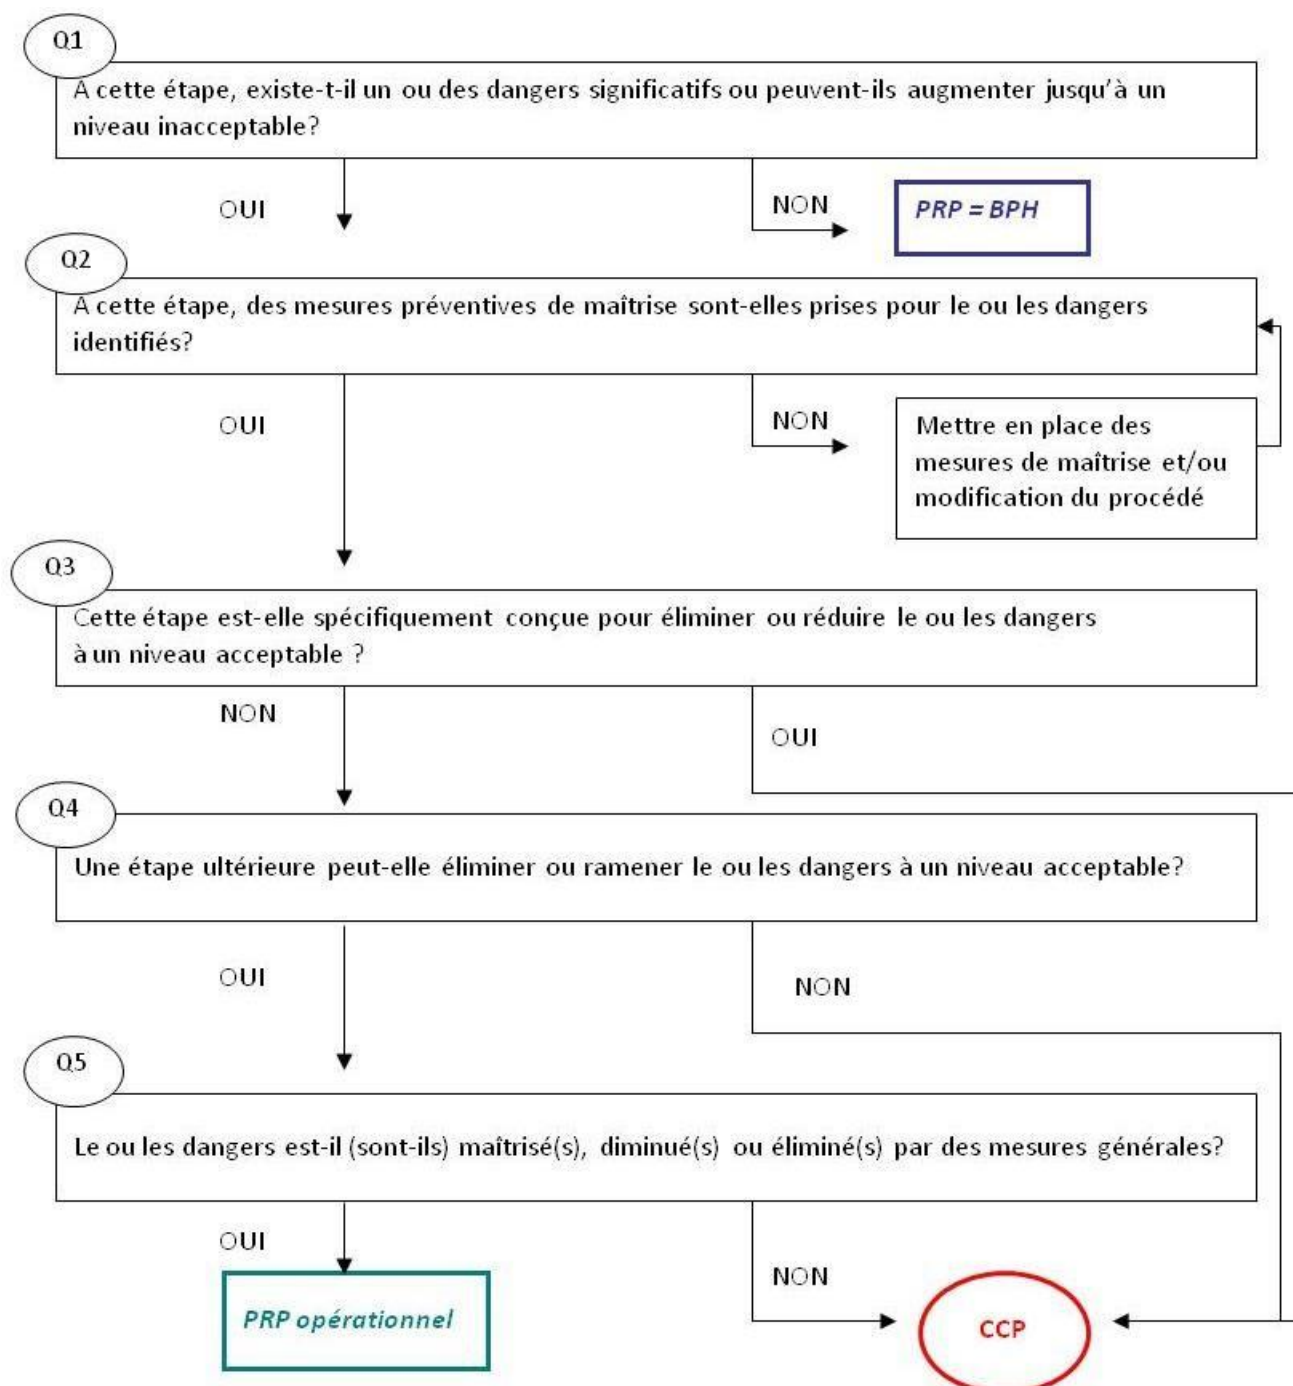 Q1
A cette étape, existe-t-il un ou des dangers significatifs ou peuvent-ils augmenter jusqu'à un
niveau inacceptable?
OUI
NON
PRP = BPH
Q2
A cette étape, des mesures préventives de maîtrise sont-elles prises pour le ou les dangers
identifiés?
OUI
NON
Mettre en place des
mesures de maîtrise et/ou
modification du procédé
Q3
Cette étape est-elle spécifiquement conçue pour éliminer ou réduire le ou les dangers
à un niveau acceptable ?
NON
OUI
Q4
Une étape ultérieure peut-elle éliminer ou ramener le ou les dangers à un niveau acceptable?
OUI
NON
Q5
Le ou les dangers est-il (sont-ils) maîtrisé(s), diminué(s) ou éliminé(s) par des mesures générales?
OUI
NON
PRP opérationnel
CCP